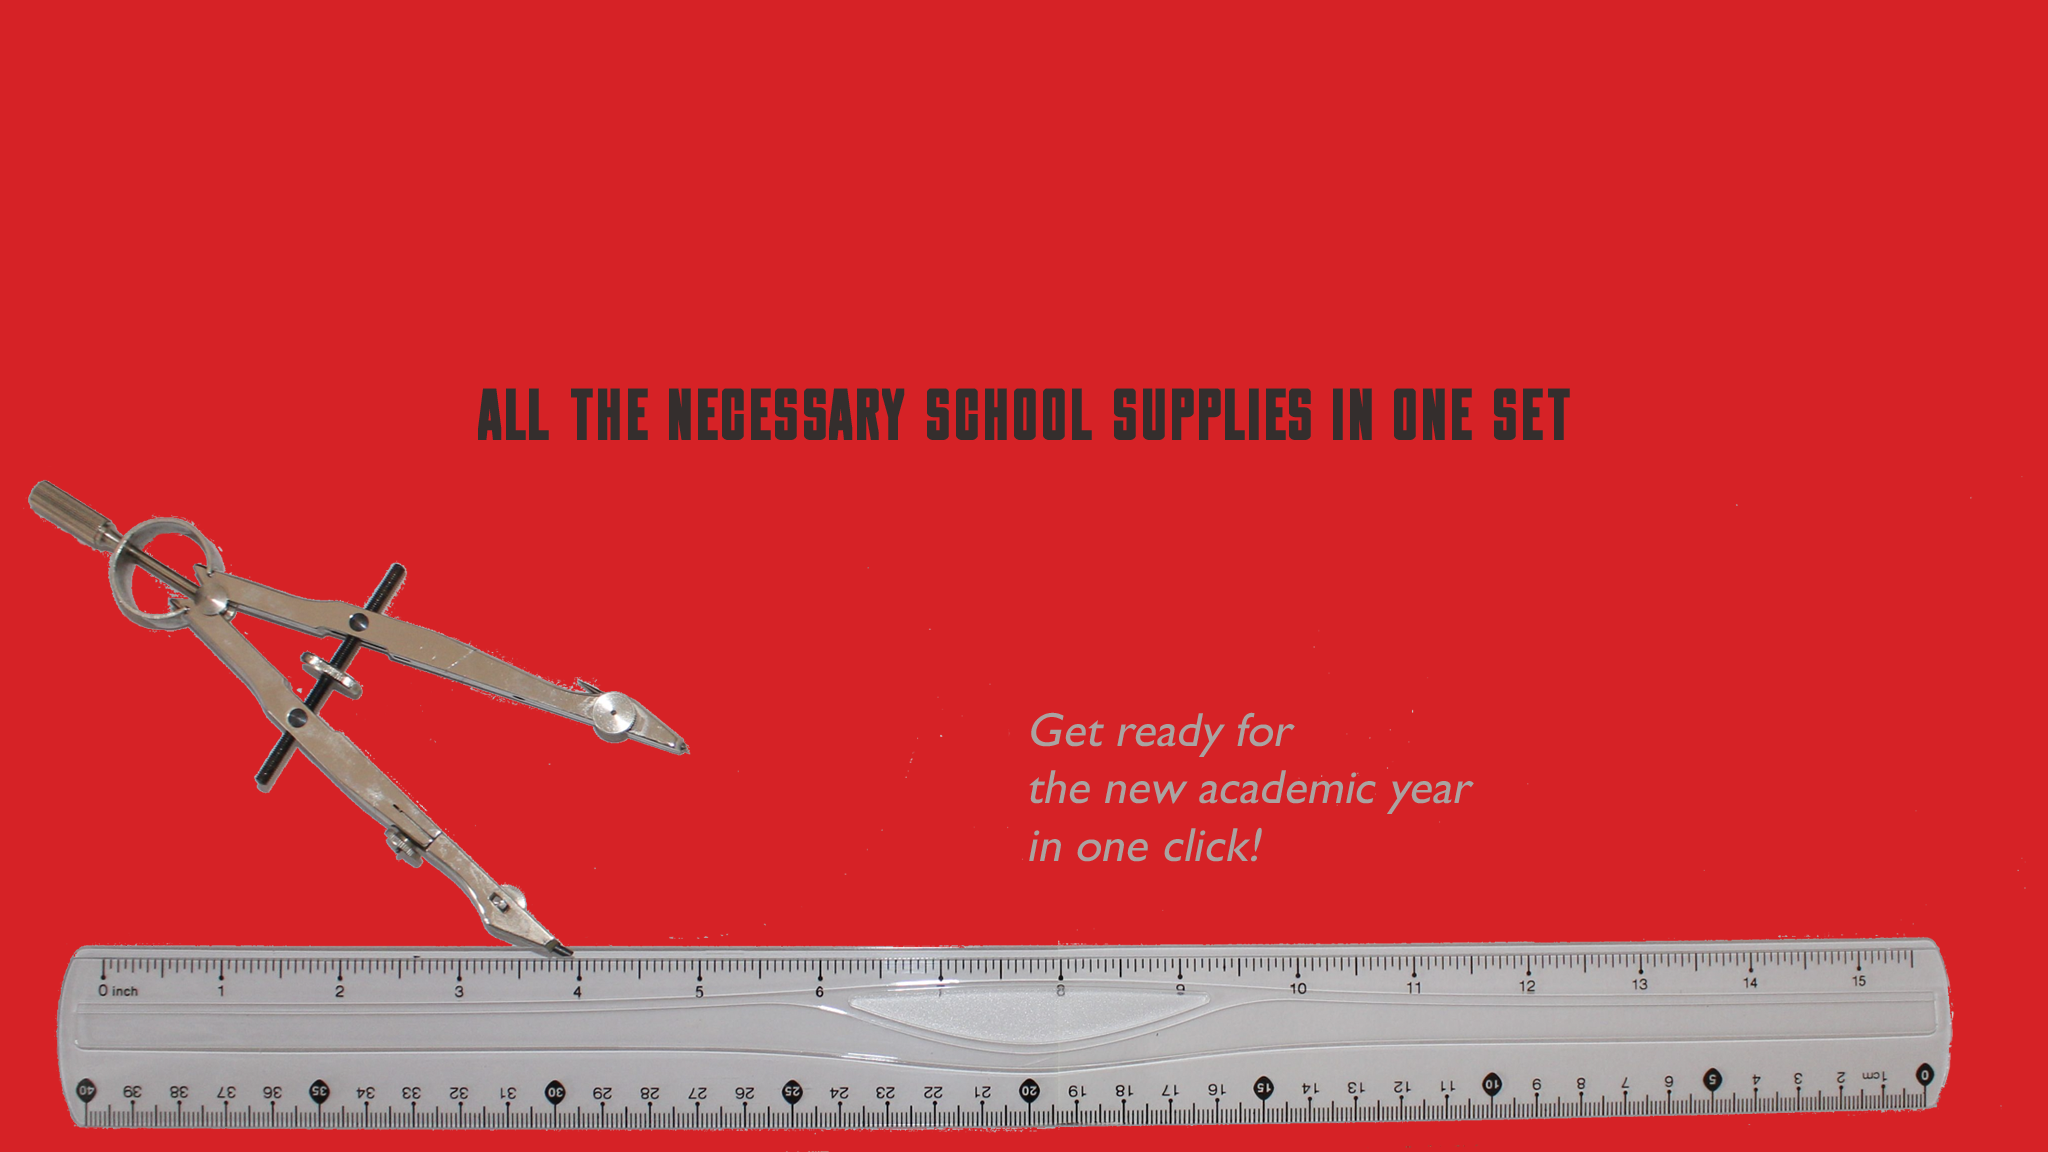 ALL THE NECESSARY SCHOOL SUPPLIES IN ONE SET
Get ready for
the new academic year
in one click!
0 inch 1 2 3 4 5 6 7 8 9 10 11 12 13 14 15
40 39 38 37 36 35 34 33 32 31 30 29 28 27 26 25 24 23 22 21 20 19 18 17 16 15 14 13 12 11 10 9 8 7 6 5 4 3 2 1cm 0